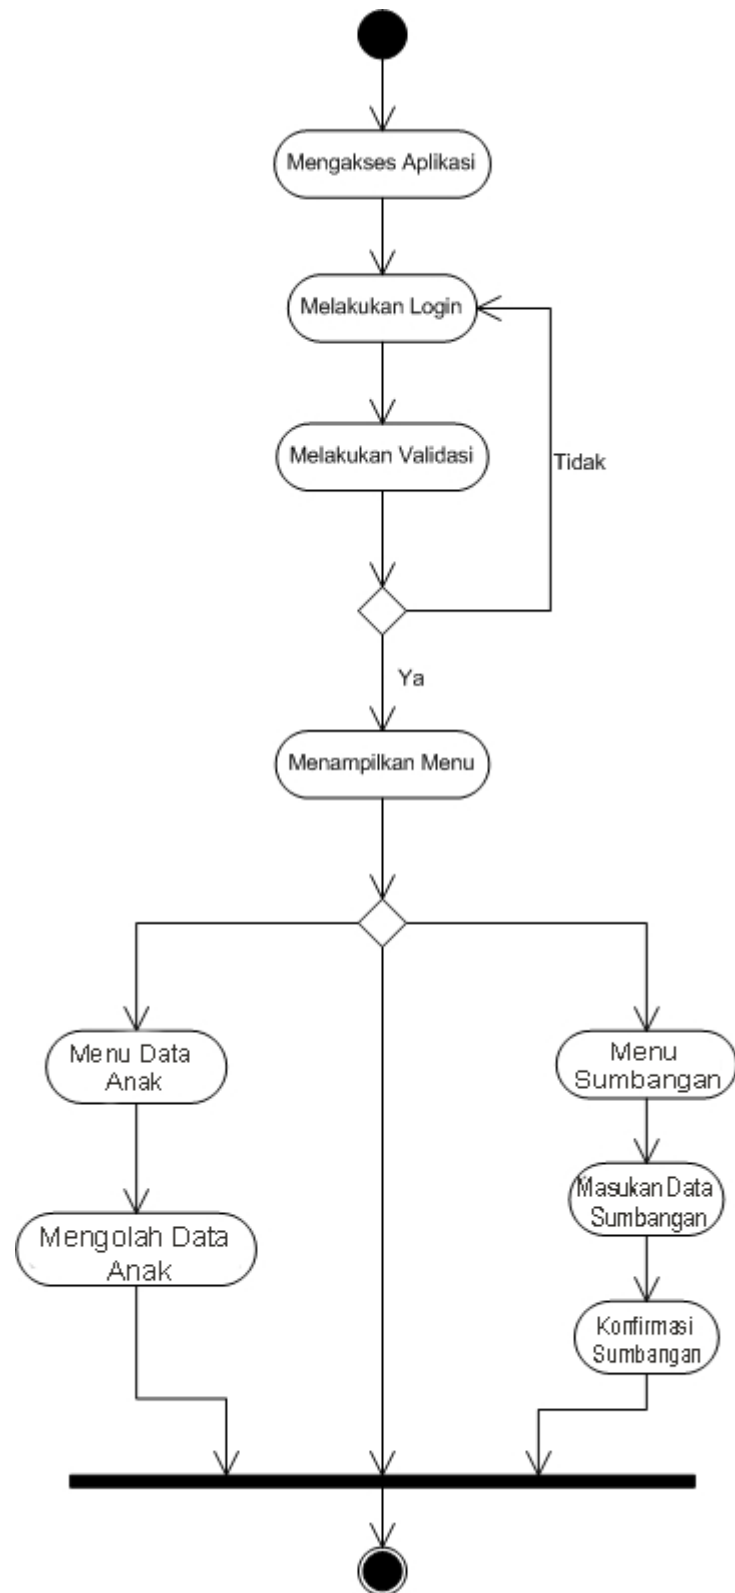 Mengakses Aplikasi
Melakukan Login
Melakukan Validasi
Tidak
Ya
Menampilkan Menu
Menu Data
Anak
Mengolah Data
Anak
Menu
Sumbangan
Masukan Data
Sumbangan
Konfirmasi
Sumbangan